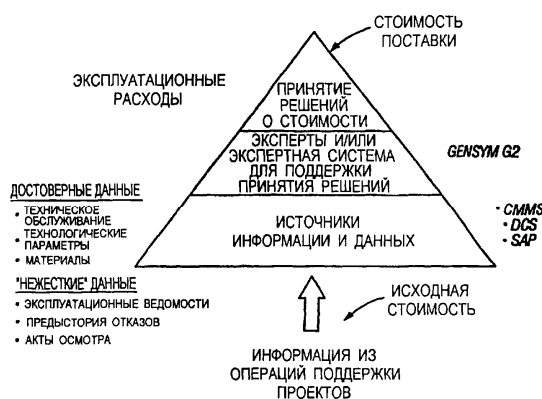 СТОИМОСТЬ
ПОСТАВКИ
ЭКСПЛУАТАЦИОННЫЕ
РАСХОДЫ
ПРИНЯТИЕ
РЕШЕНИЙ
О СТОИМОСТИ
ЭКСПЕРТЫ И/ИЛИ
ЭКСПЕРТНАЯ СИСТЕМА
ДЛЯ ПОДДЕРЖКИ
ПРИНЯТИЯ РЕШЕНИЙ
GENSYM G2
ДОСТОВЕРНЫЕ ДАННЫЕ
• ТЕХНИЧЕСКОЕ
ОБСЛУЖИВАНИЕ
ТЕХНОЛОГИЧЕСКИЕ
• ПАРАМЕТРЫ
• МАТЕРИАЛЫ
ИСТОЧНИКИ
ИНФОРМАЦИИ И ДАННЫХ
• CMMS
• DCS
• SAP
"НЕЖЕСТКИЕ" ДАННЫЕ
• ЭКСПЛУАТАЦИОННЫЕ ВЕДОМОСТИ
• ПРЕДЫСТОРИЯ ОТКАЗОВ
• АКТЫ ОСМОТРА
ИСХОДНАЯ
СТОИМОСТЬ
ИНФОРМАЦИЯ ИЗ
ОПЕРАЦИЙ ПОДДЕРЖКИ
ПРОЕКТОВ